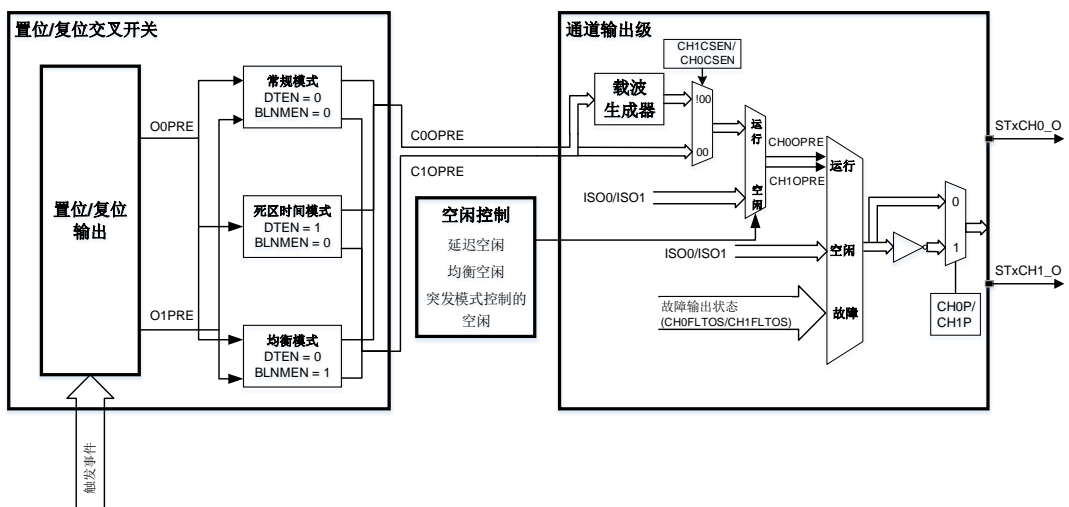 置位/复位交叉开关
置位/复位
输出
O0PRE
O1PRE
触发事件
常规模式
DTEN = 0
BLNMEN = 0
死区时间模式
DTEN = 1
BLNMEN = 0
均衡模式
DTEN = 0
BLNMEN = 1
C0OPRE
C1OPRE
空闲控制
延迟空闲
均衡空闲
突发模式控制的
空闲
通道输出级
CH1CSEN/
CH0CSEN
载波
生成器
!00
00
运行
空闲
ISO0/ISO1
CH0OPRE
CH1OPRE
运行
空闲
故障
ISO0/ISO1
故障输出状态
(CH0FLTOS/CH1FLTOS)
0
1
CH0P/
CH1P
STxCH0_O
STxCH1_O